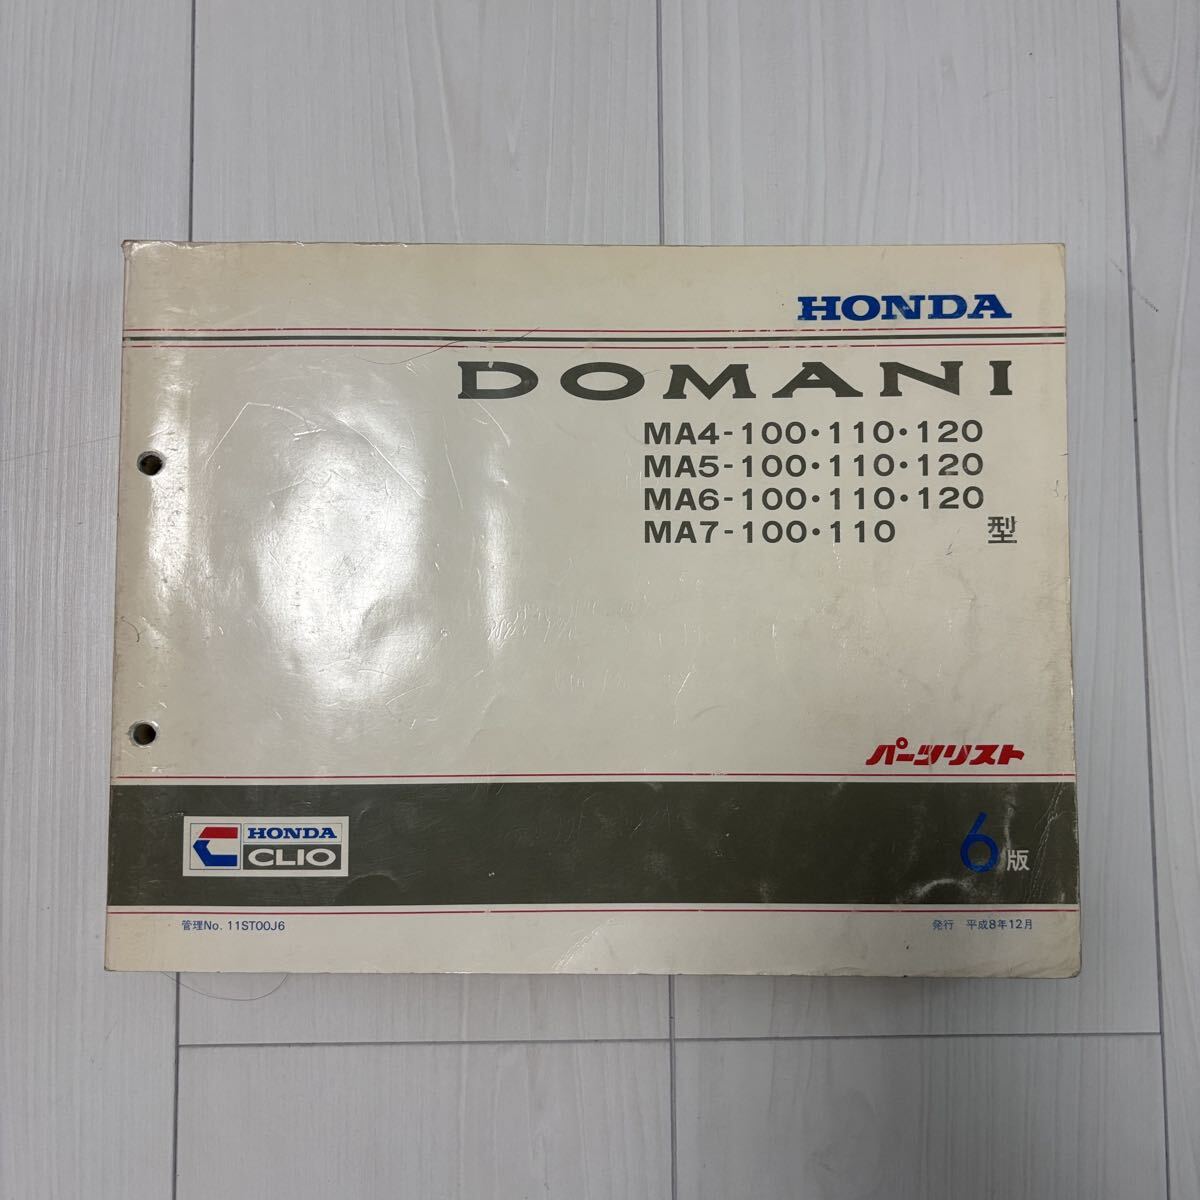 HONDA
DOMANI
MA4-100・110・120
MA5-100・110・120
MA6-100・110・120
MA7-100・110 型
パーツリスト
HONDA
CLIO
6版
管理No. 11ST00J6
発行 平成8年12月